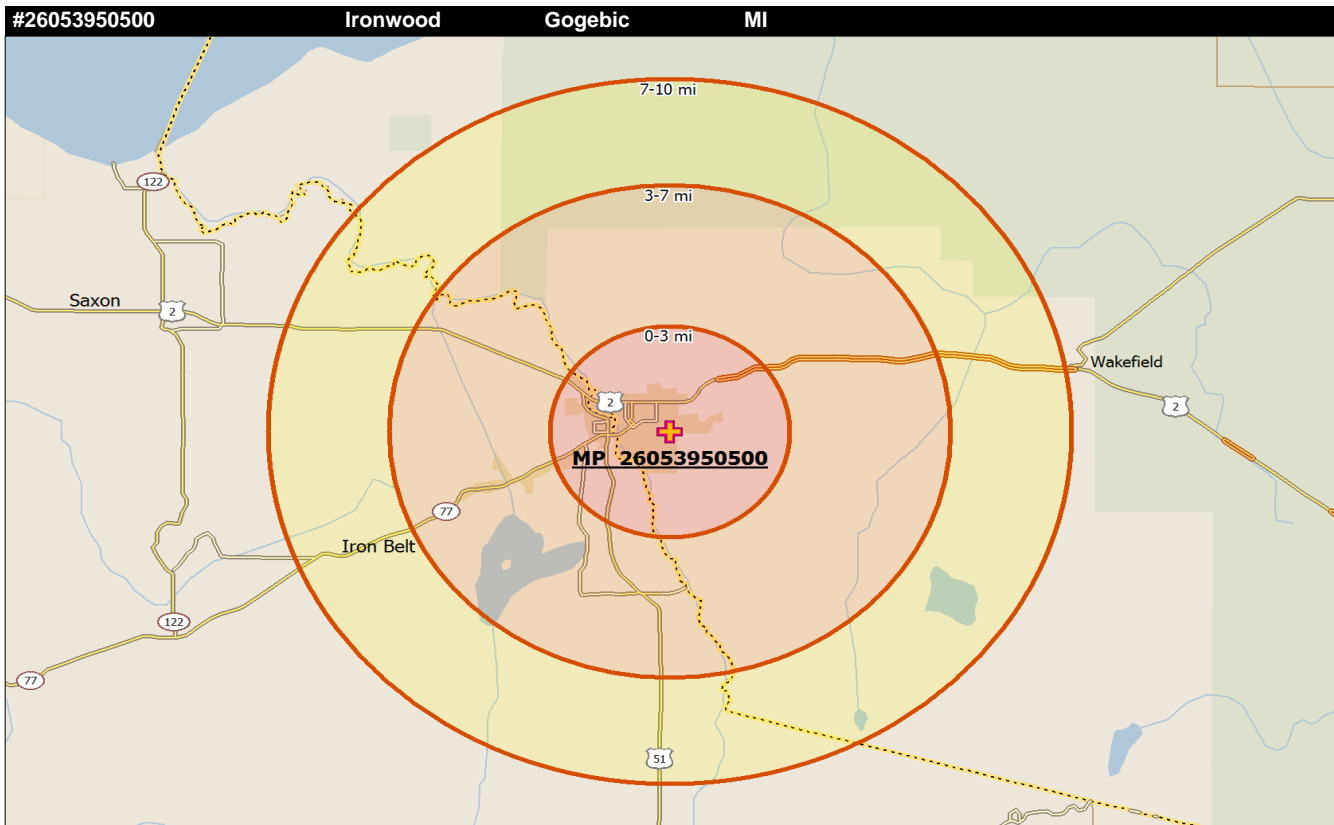 #26053950500 Ironwood Gogebic MI
7-10 mi
122
3-7 mi
Saxon
2
0-3 mi
Wakefield
2
2
MP 26053950500
77
Iron Belt
122
77
51